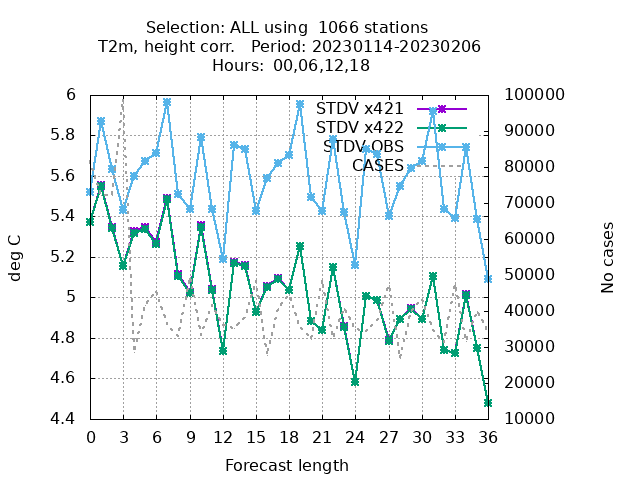 Selection: ALL using  1066 stations
T2m, height corr.   Period: 20230114-20230206
Hours:  00,06,12,18
STDV x421
STDV x422
STDV OBS
CASES
6
5.8
5.6
5.4
5.2
5
4.8
4.6
4.4
deg C
100000
90000
80000
70000
60000
50000
40000
30000
20000
10000
No cases
0 3 6 9 12 15 18 21 24 27 30 33 36
Forecast length